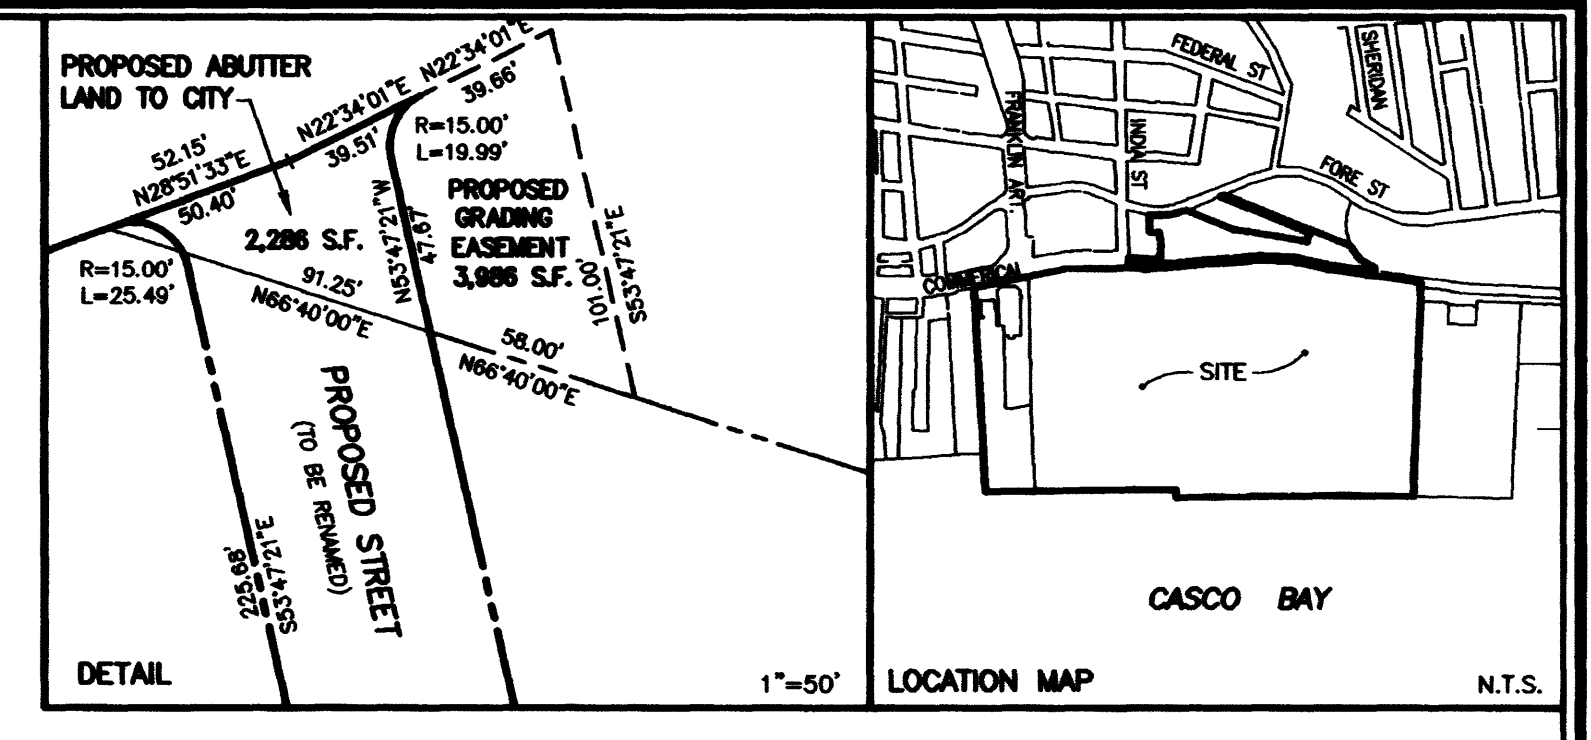 PROPOSED ABUTTER
LAND TO CITY
N22°34'01"E
39.66'
N22°34'01"E
39.51'
52.15'
N28°51'33"E
50.40'
R=15.00'
L=19.99'
PROPOSED
GRADING
EASEMENT
3,986 S.F.
2,286 S.F.
N53°47'21"W
47.67'
101.00'
S53°47'21"E
R=15.00'
L=25.49'
91.25'
N66°40'00"E
58.00'
N66°40'00"E
PROPOSED STREET
(TO BE RENAMED)
225.68'
S53°47'21"E
DETAIL
1"=50'
FEDERAL ST
SHERIDAN
FRANKLIN ART.
INDIA ST
FORE ST
COMMERICAL
SITE
CASCO BAY
LOCATION MAP
N.T.S.